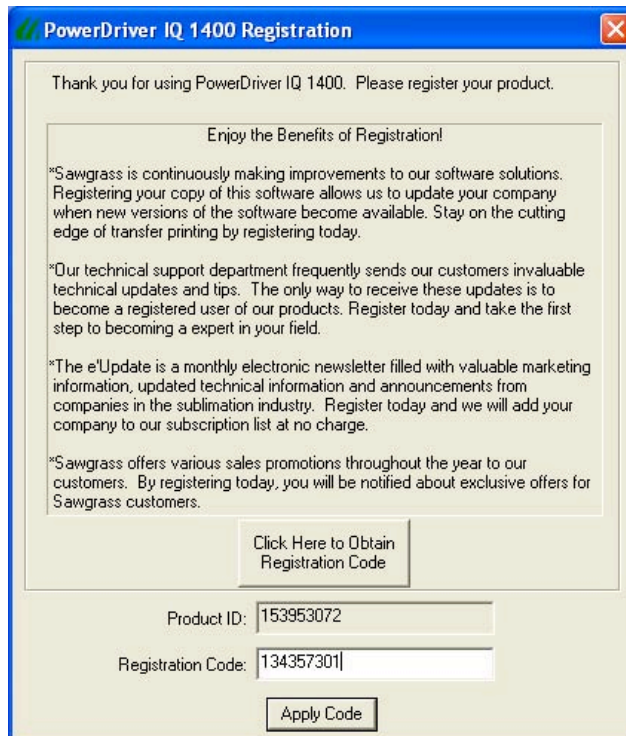 PowerDriver IQ 1400 Registration
Thank you for using PowerDriver IQ 1400.  Please register your product.
Enjoy the Benefits of Registration!
*Sawgrass is continuously making improvements to our software solutions.
Registering your copy of this software allows us to update your company
when new versions of the software become available. Stay on the cutting
edge of transfer printing by registering today.
*Our technical support department frequently sends our customers invaluable
technical updates and tips.  The only way to receive these updates is to
become a registered user of our products. Register today and take the first
step to becoming a expert in your field.
*The e'Update is a monthly electronic newsletter filled with valuable marketing
information, updated technical information and announcements from
companies in the sublimation industry.  Register today and we will add your
company to our subscription list at no charge.
*Sawgrass offers various sales promotions throughout the year to our
customers.  By registering today, you will be notified about exclusive offers for
Sawgrass customers.
Click Here to Obtain
Registration Code
Product ID: 153953072
Registration Code: 134357301
Apply Code